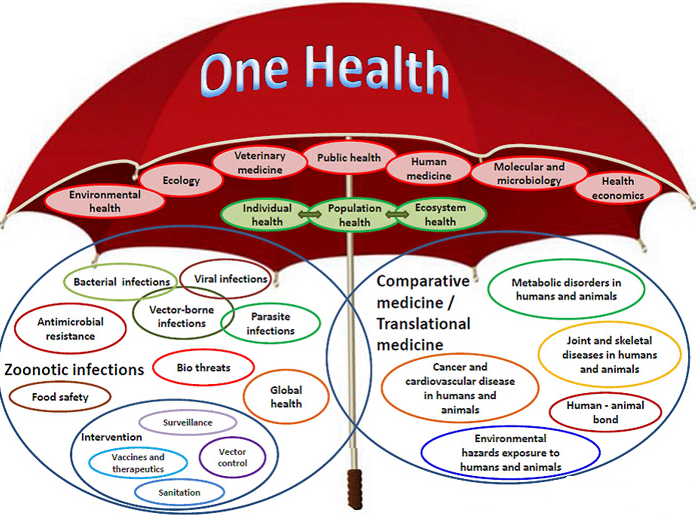 One Health
Environmental
health
Ecology
Veterinary
medicine
Public health
Human
medicine
Molecular and
microbiology
Health
economics
Individual
health
Population
health
Ecosystem
health
Bacterial infections
Viral infections
Vector-borne
infections
Parasite
infections
Antimicrobial
resistance
Zoonotic infections
Bio threats
Food safety
Global
health
Intervention
Surveillance
Vaccines and
therapeutics
Vector
control
Sanitation
Comparative
medicine /
Translational
medicine
Metabolic disorders in
humans and animals
Joint and skeletal
diseases in humans
and animals
Cancer and
cardiovascular disease
in humans and
animals
Human - animal
bond
Environmental
hazards exposure to
humans and animals